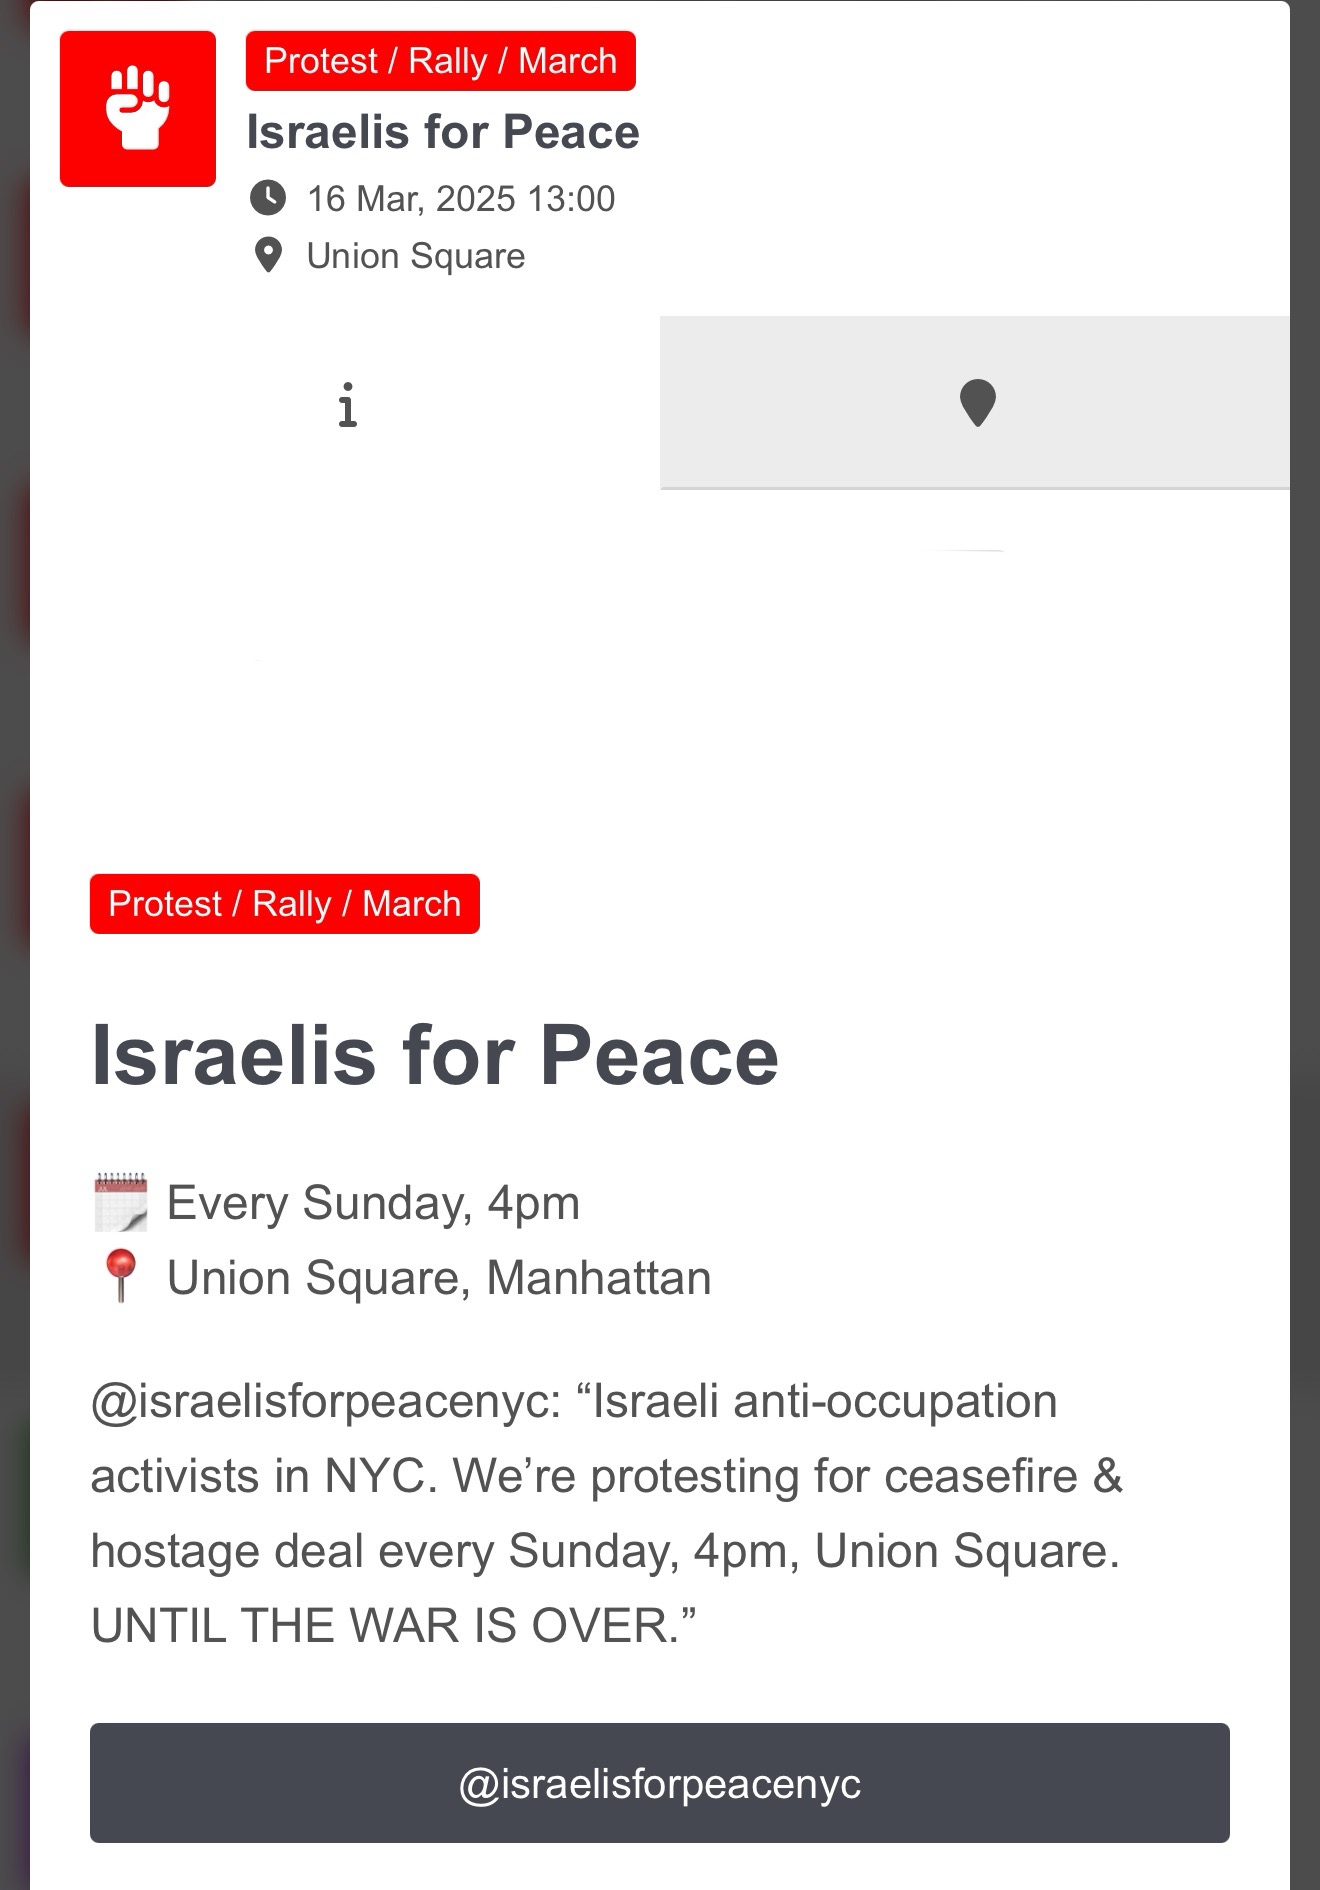 Protest / Rally / March
Israelis for Peace
16 Mar, 2025 13:00
Union Square
Protest / Rally / March
Israelis for Peace
Every Sunday, 4pm
Union Square, Manhattan
@israelisforpeacenyc: “Israeli anti-occupation
activists in NYC. We’re protesting for ceasefire &
hostage deal every Sunday, 4pm, Union Square.
UNTIL THE WAR IS OVER.”
@israelisforpeacenyc